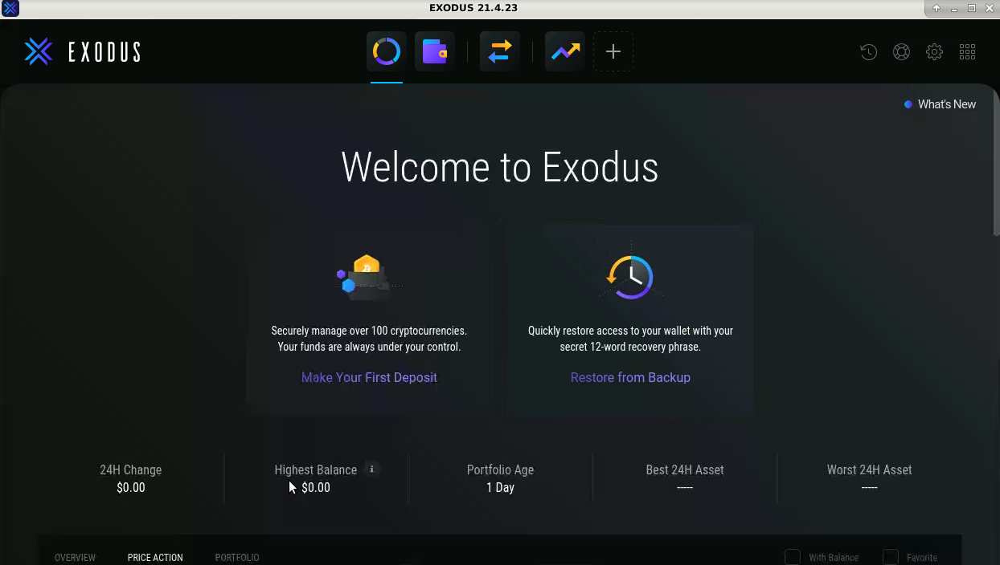 EXODUS 21.4.23
EXODUS
What's New
Welcome to Exodus
Securely manage over 100 cryptocurrencies.
Your funds are always under your control.
Make Your First Deposit
Quickly restore access to your wallet with your
secret 12-word recovery phrase.
Restore from Backup
24H Change
$0.00
Highest Balance i
$0.00
Portfolio Age
1 Day
Best 24H Asset
-----
Worst 24H Asset
-----
OVERVIEW PRICE ACTION PORTFOLIO With Balance Favorite